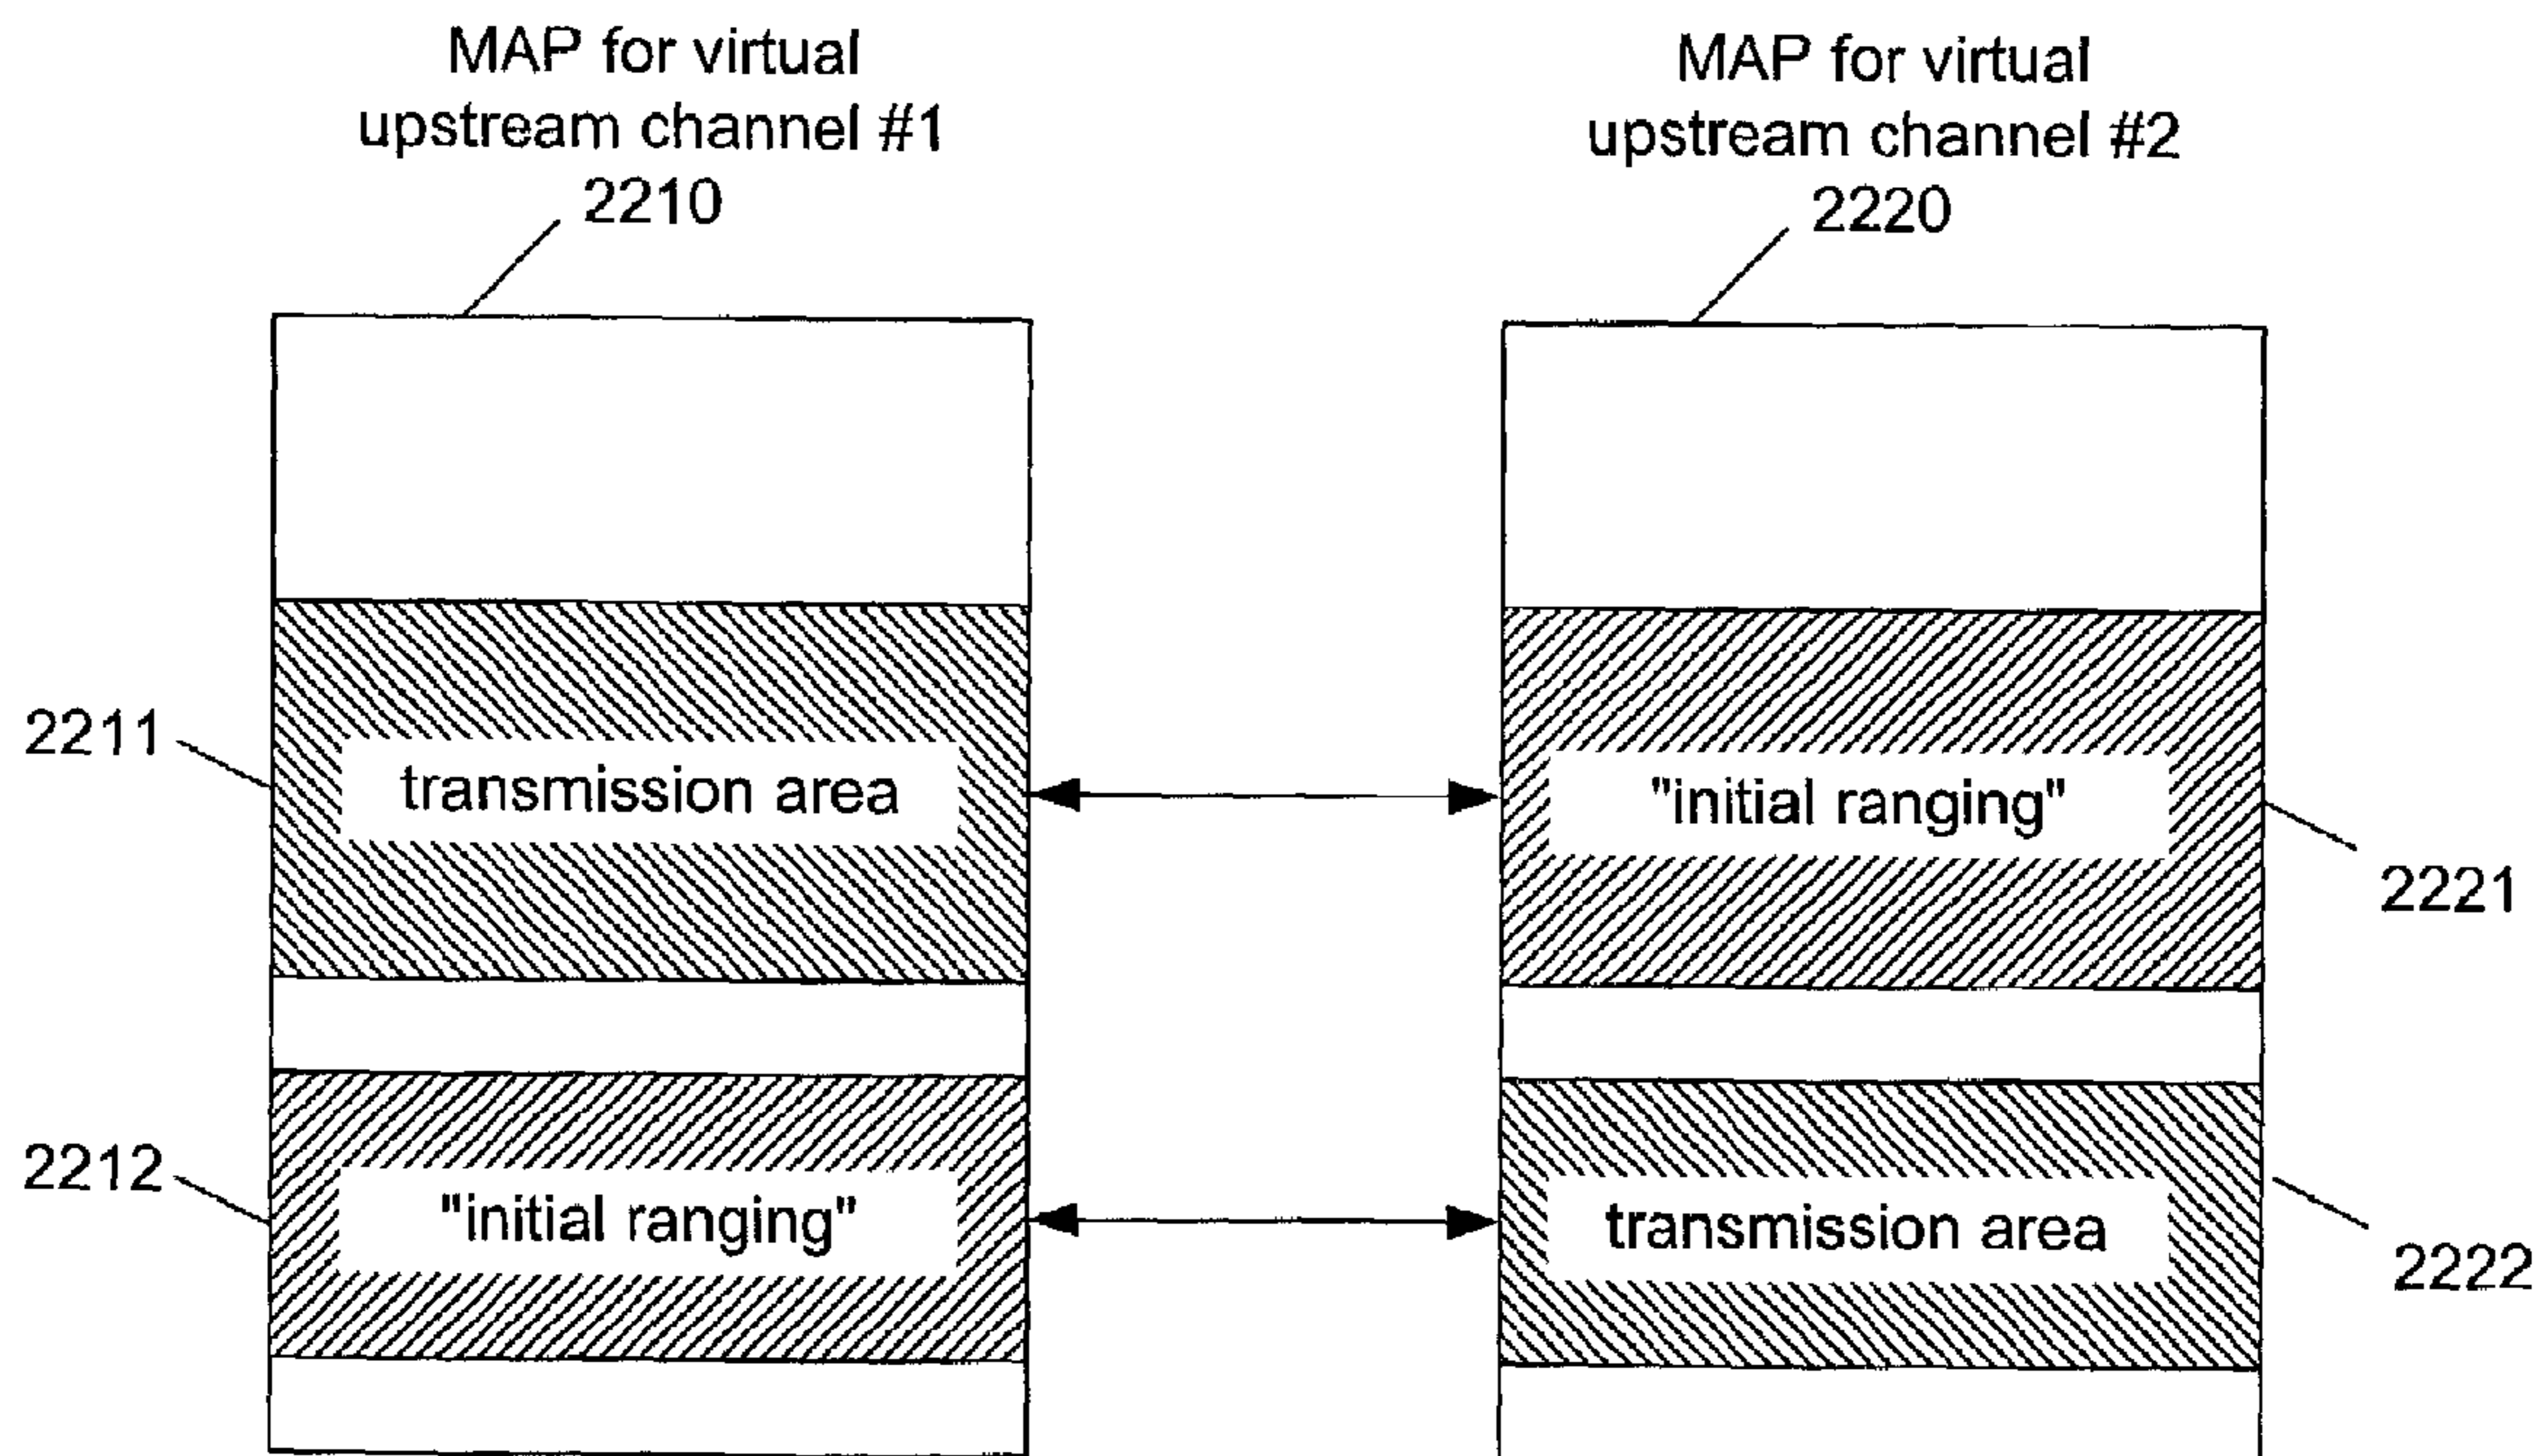 MAP for virtual
upstream channel #1
2210
MAP for virtual
upstream channel #2
2220
2211
transmission area
"initial ranging"
2221
2212
"initial ranging"
transmission area
2222